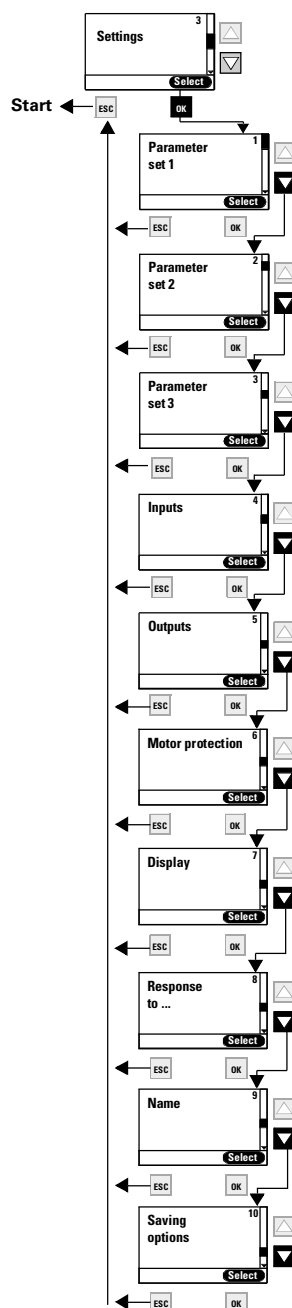 3
Settings
Select
Start
ESC
OK
1
Parameter
set 1
Select
ESC
OK
2
Parameter
set 2
Select
ESC
OK
3
Parameter
set 3
Select
ESC
OK
4
Inputs
Select
ESC
OK
5
Outputs
Select
ESC
OK
6
Motor protection
Select
ESC
OK
7
Display
Select
ESC
OK
8
Response
to ...
Select
ESC
OK
9
Name
Select
ESC
OK
10
Saving
options
Select
ESC
OK